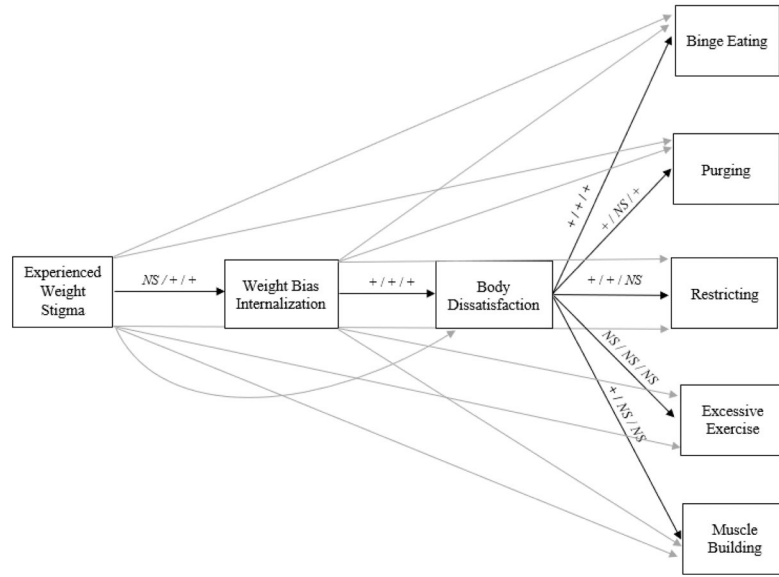 Binge Eating
Purging
+ / + / +
+ / NS / +
Experienced
Weight
Stigma
NS / + / +
Weight Bias
Internalization
+ / + / +
Body
Dissatisfaction
+ / + / NS
Restricting
NS / NS / NS
+ / NS / NS
Excessive
Exercise
Muscle
Building